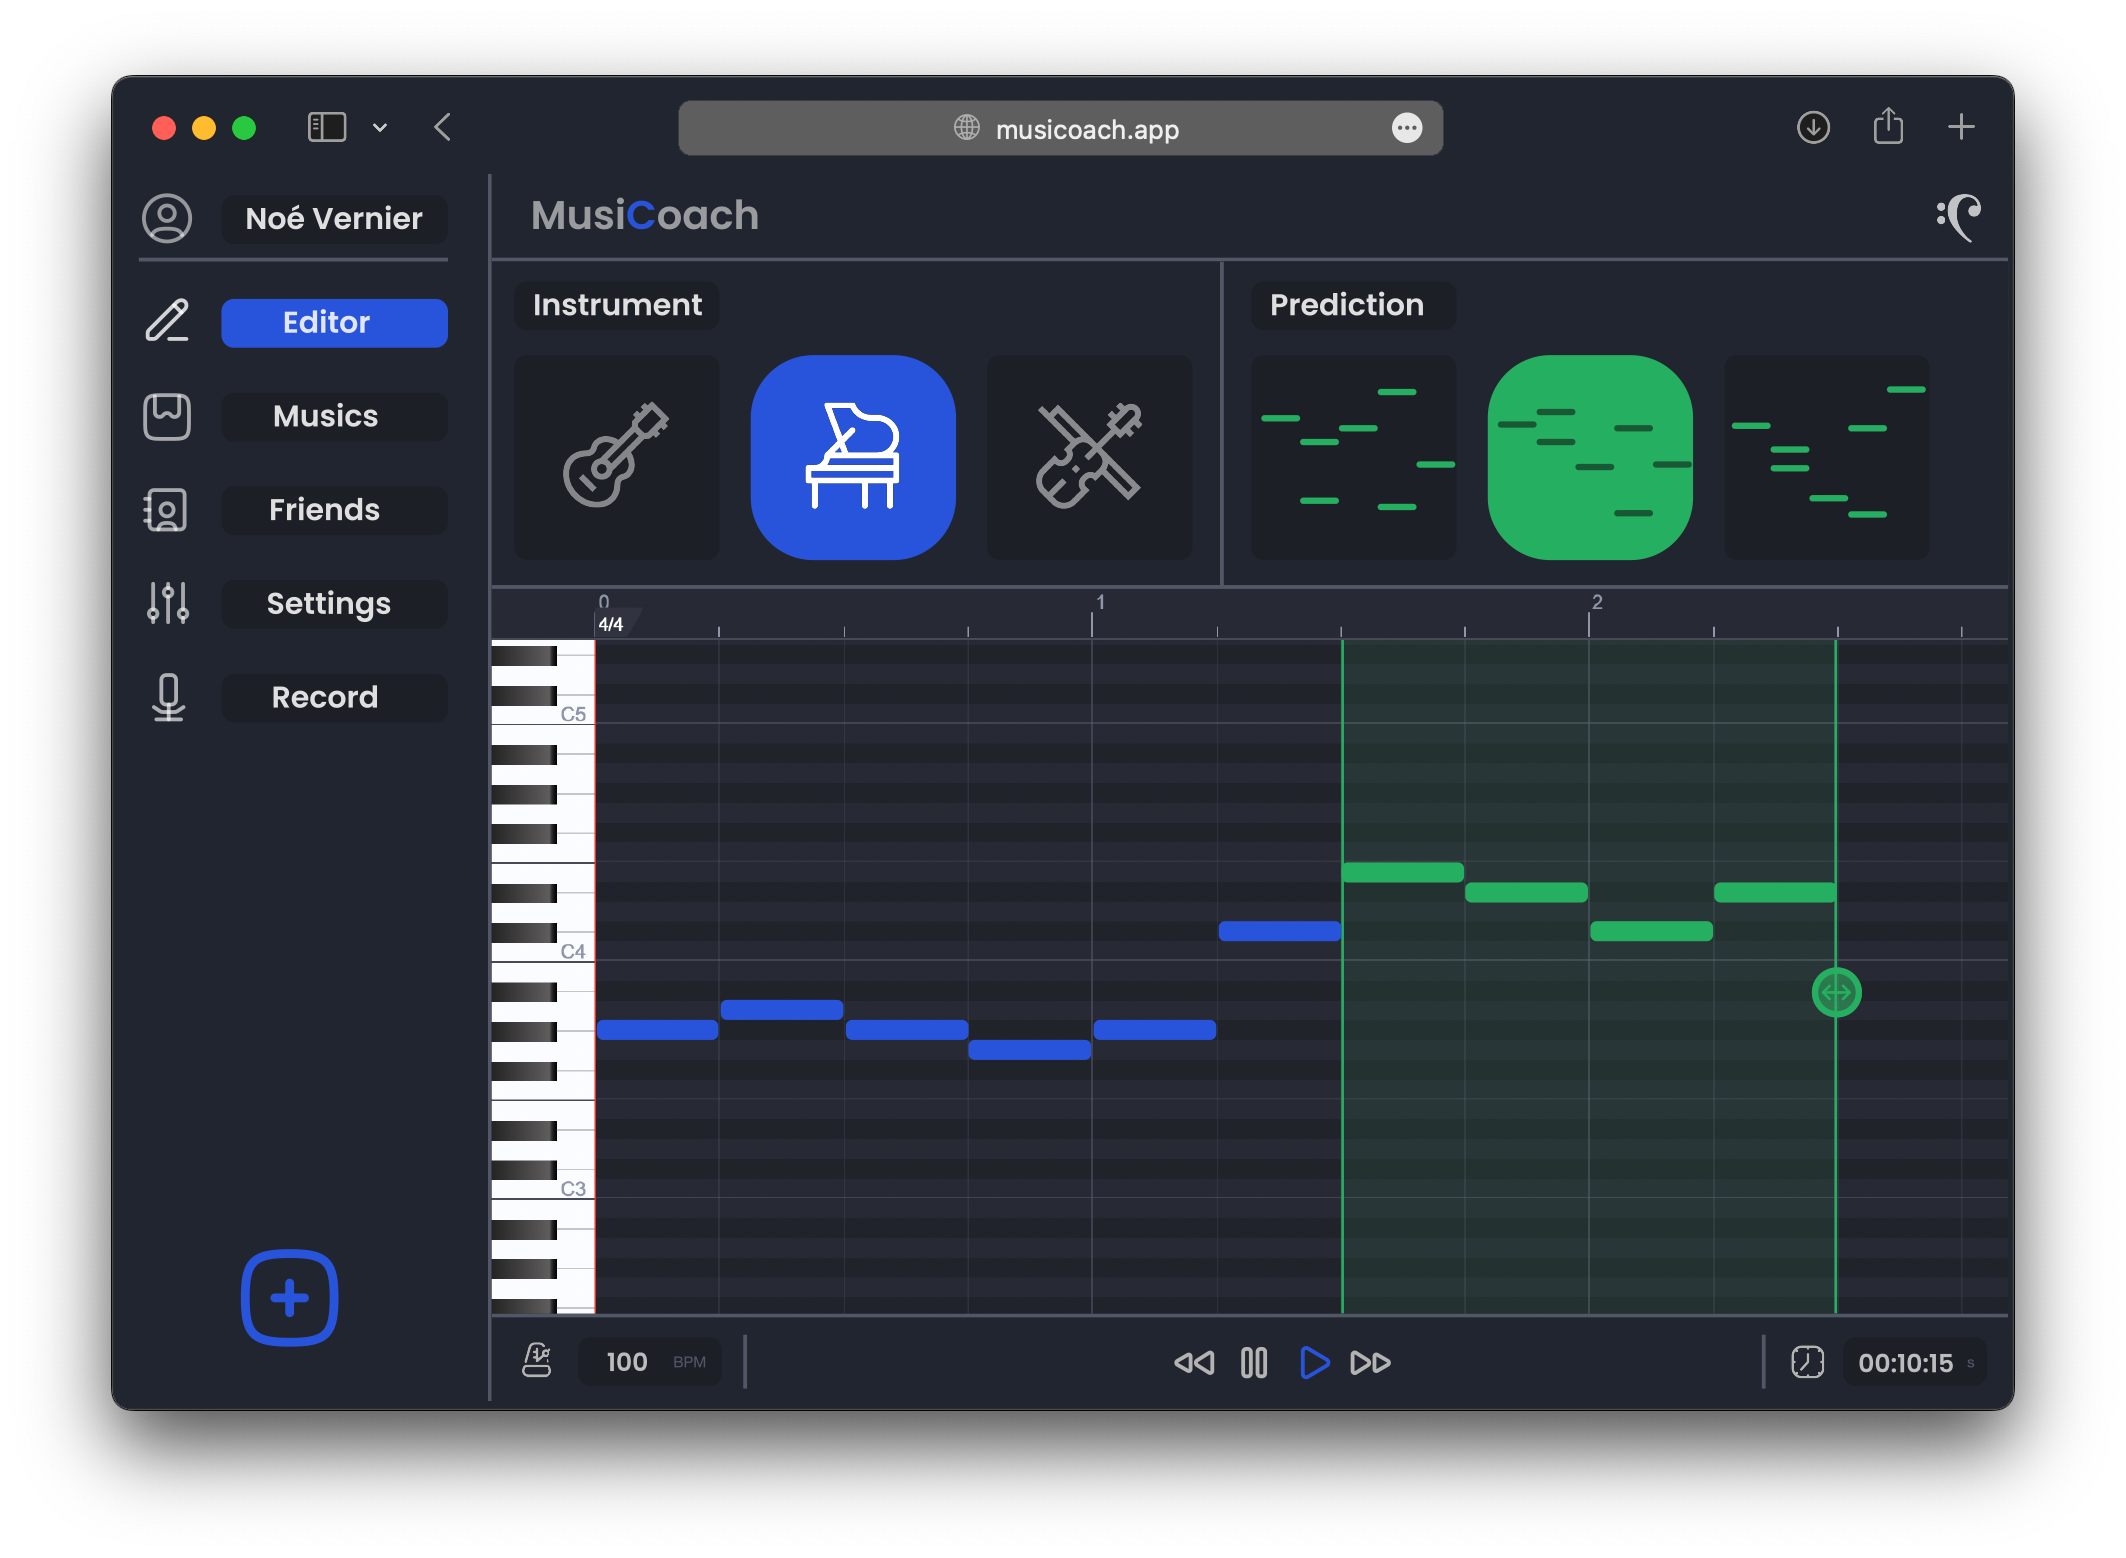 musicoach.app
Noé Vernier
MusiCoach
Editor
Musics
Friends
Settings
Record
Instrument
Prediction
0
1
2
4/4
C5
C4
C3
100 BPM
00:10:15 s